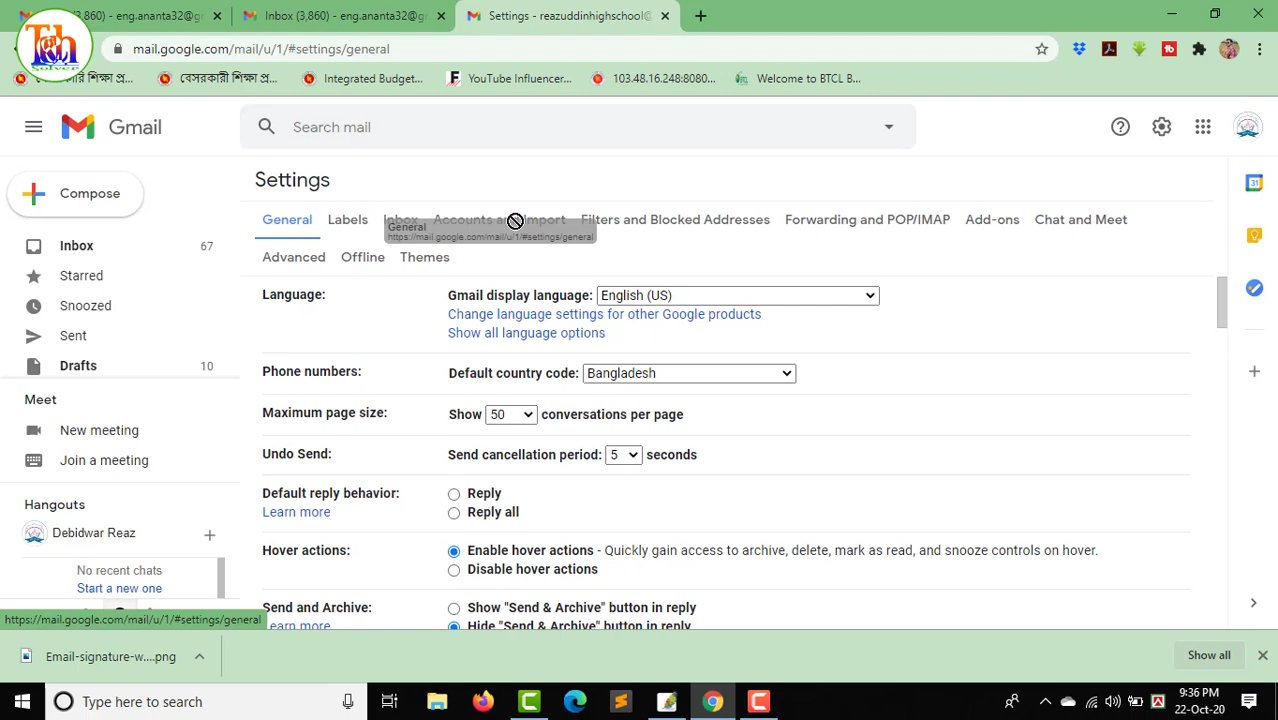 (3,860) - eng.ananta32@gr
Inbox (3,860) - eng.ananta32@gr
Settings - reazuddinhighschool@
Tech
Solver
mail.google.com/mail/u/1/#settings/general
শিক্ষা প্র...
বেসরকারী শিক্ষা প্র...
Integrated Budget...
YouTube Influencer...
103.48.16.248:8080...
Welcome to BTCL B...
Gmail
Search mail
Compose
Settings
General Labels Inbox Accounts and Import Filters and Blocked Addresses Forwarding and POP/IMAP Add-ons Chat and Meet
General
https://mail.google.com/mail/u/1/#settings/general
Advanced Offline Themes
Inbox 67
Starred
Snoozed
Sent
Drafts 10
Meet
New meeting
Join a meeting
Hangouts
Debidwar Reaz
No recent chats
Start a new one
Language: Gmail display language: English (US)
Change language settings for other Google products
Show all language options
Phone numbers: Default country code: Bangladesh
Maximum page size: Show 50 conversations per page
Undo Send: Send cancellation period: 5 seconds
Default reply behavior: Reply
Learn more Reply all
Hover actions: Enable hover actions - Quickly gain access to archive, delete, mark as read, and snooze controls on hover.
Disable hover actions
Send and Archive: Show "Send & Archive" button in reply
Learn more Hide "Send & Archive" button in reply
31
https://mail.google.com/mail/u/1/#settings/general
Email-signature-w....png
Show all
Type here to search
9:36 PM
22-Oct-20